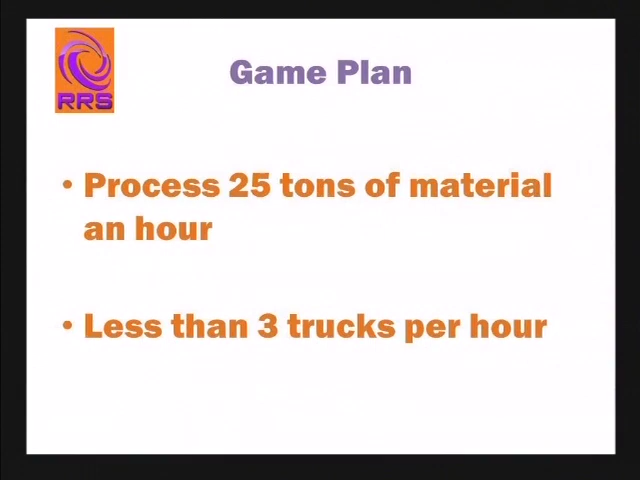 RRS
Game Plan
• Process 25 tons of material
an hour
• Less than 3 trucks per hour